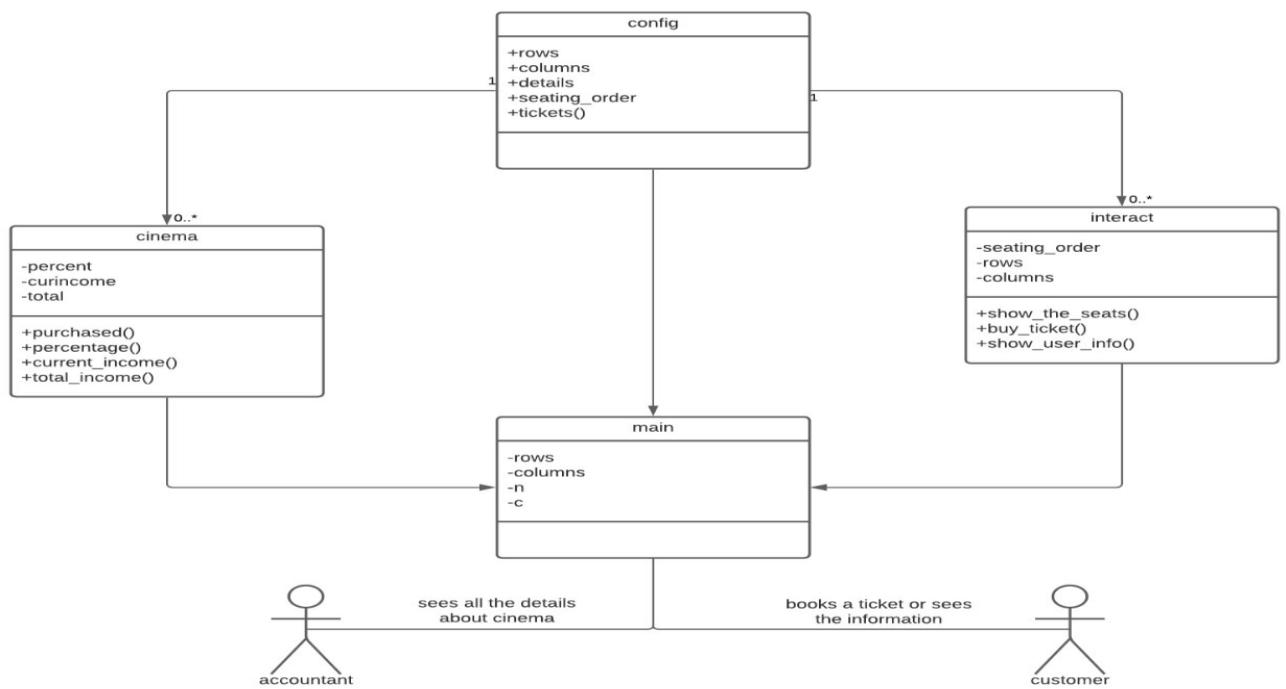 config
+rows
+columns
+details
+seating_order
+tickets()
1
1
0..*
0..*
cinema
-percent
-curincome
-total
+purchased()
+percentage()
+current_income()
+total_income()
interact
-seating_order
-rows
-columns
+show_the_seats()
+buy_ticket()
+show_user_info()
main
-rows
-columns
-n
-c
sees all the details
about cinema
books a ticket or sees
the information
accountant
customer